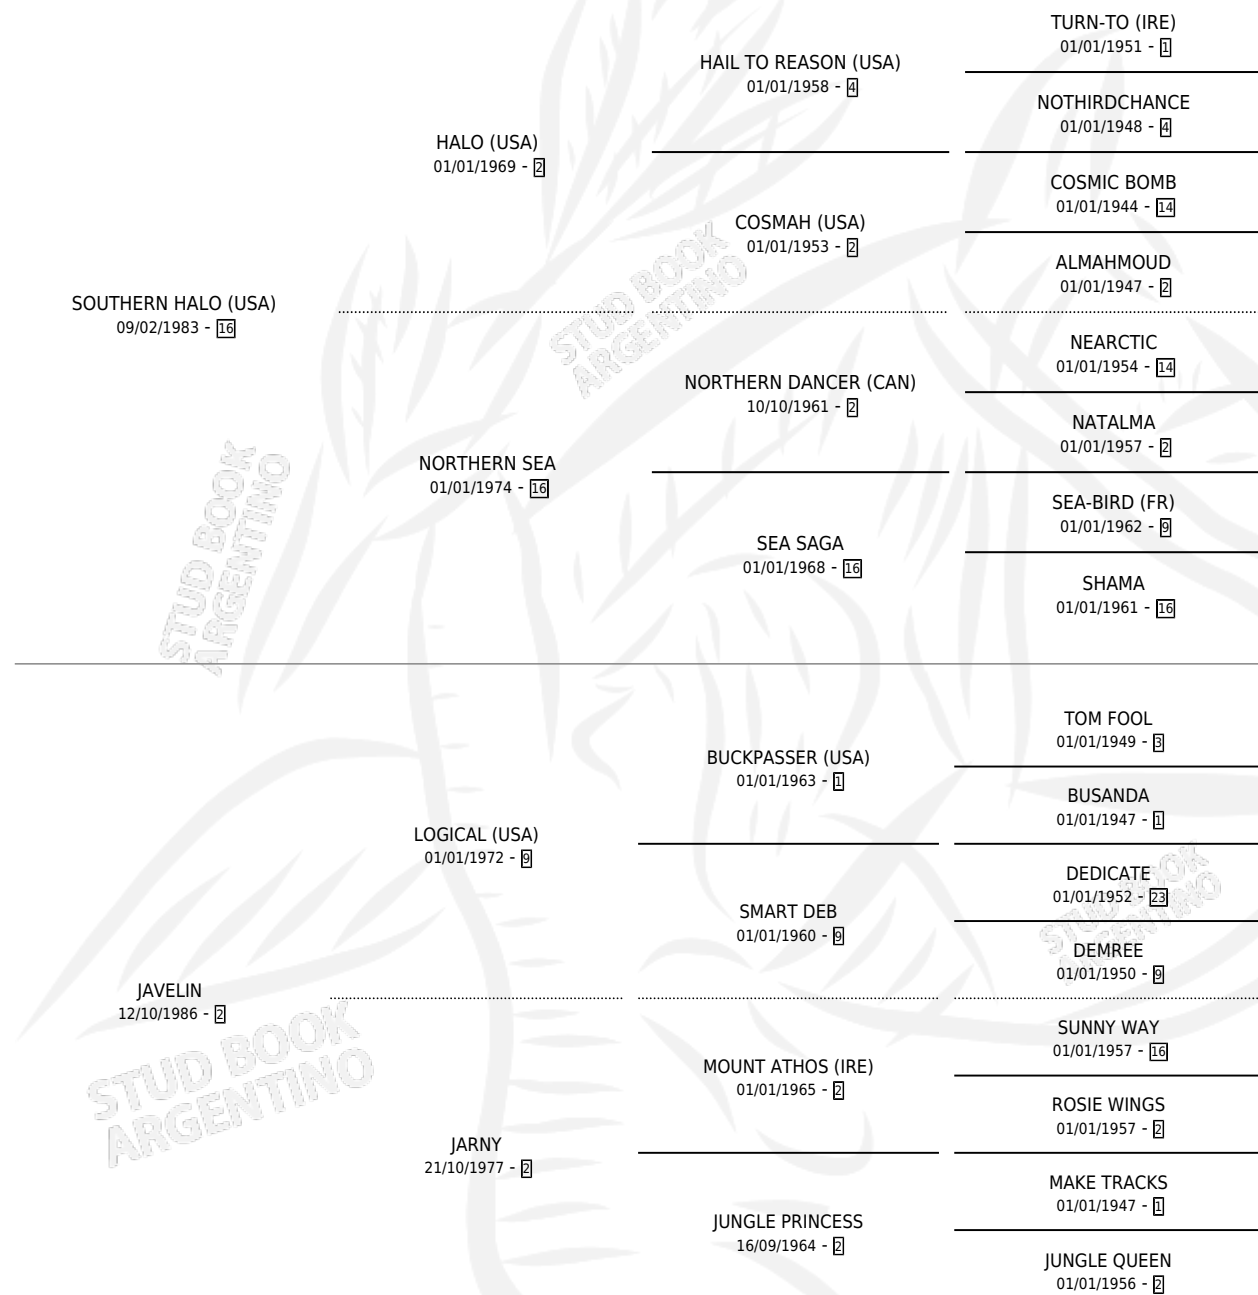 TURN-TO (IRE)
01/01/1951 - 1
HAIL TO REASON (USA)
01/01/1958 - 4
NOTHIRDCHANCE
01/01/1948 - 4
HALO (USA)
01/01/1969 - 2
COSMIC BOMB
01/01/1944 - 14
COSMAH (USA)
01/01/1953 - 2
ALMAHMOUD
01/01/1947 - 2
SOUTHERN HALO (USA)
09/02/1983 - 16
NEARCTIC
01/01/1954 - 14
NORTHERN DANCER (CAN)
10/10/1961 - 2
NATALMA
01/01/1957 - 2
NORTHERN SEA
01/01/1974 - 16
SEA-BIRD (FR)
01/01/1962 - 9
SEA SAGA
01/01/1968 - 16
SHAMA
01/01/1961 - 16
TOM FOOL
01/01/1949 - 3
BUCKPASSER (USA)
01/01/1963 - 1
BUSANDA
01/01/1947 - 1
LOGICAL (USA)
01/01/1972 - 9
DEDICATE
01/01/1952 - 23
SMART DEB
01/01/1960 - 9
DEMREE
01/01/1950 - 9
JAVELIN
12/10/1986 - 2
SUNNY WAY
01/01/1957 - 16
MOUNT ATHOS (IRE)
01/01/1965 - 2
ROSIE WINGS
01/01/1957 - 2
JARNY
21/10/1977 - 2
MAKE TRACKS
01/01/1947 - 1
JUNGLE PRINCESS
16/09/1964 - 2
JUNGLE QUEEN
01/01/1956 - 2
STUD BOOK
ARGENTINO
STUD BOOK
ARGENTINO
STUD BOOK
ARGENTINO
STUD BOOK
ARGENTINO